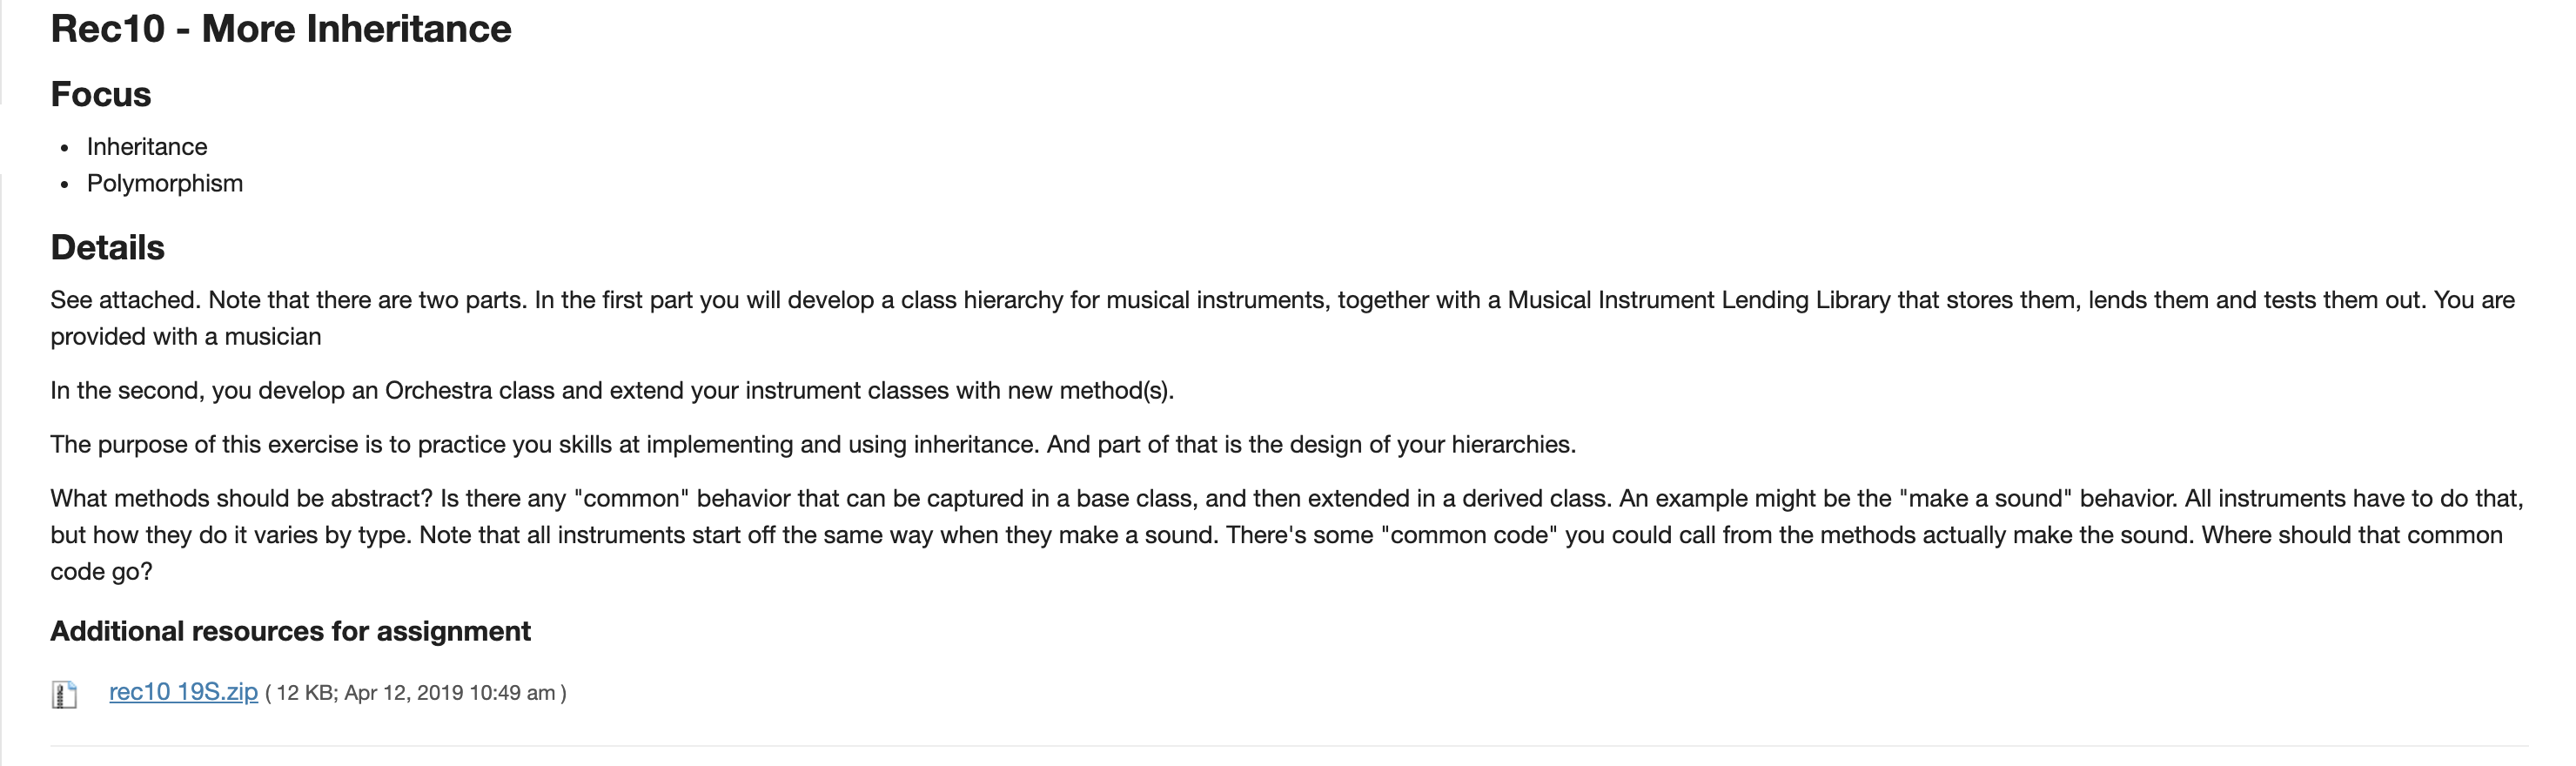 Rec10 - More Inheritance
Focus
• Inheritance
• Polymorphism
Details
See attached. Note that there are two parts. In the first part you will develop a class hierarchy for musical instruments, together with a Musical Instrument Lending Library that stores them, lends them and tests them out. You are
provided with a musician
In the second, you develop an Orchestra class and extend your instrument classes with new method(s).
The purpose of this exercise is to practice you skills at implementing and using inheritance. And part of that is the design of your hierarchies.
What methods should be abstract? Is there any "common" behavior that can be captured in a base class, and then extended in a derived class. An example might be the "make a sound" behavior. All instruments have to do that,
but how they do it varies by type. Note that all instruments start off the same way when they make a sound. There's some "common code" you could call from the methods actually make the sound. Where should that common
code go?
Additional resources for assignment
rec10 19S.zip ( 12 KB; Apr 12, 2019 10:49 am )